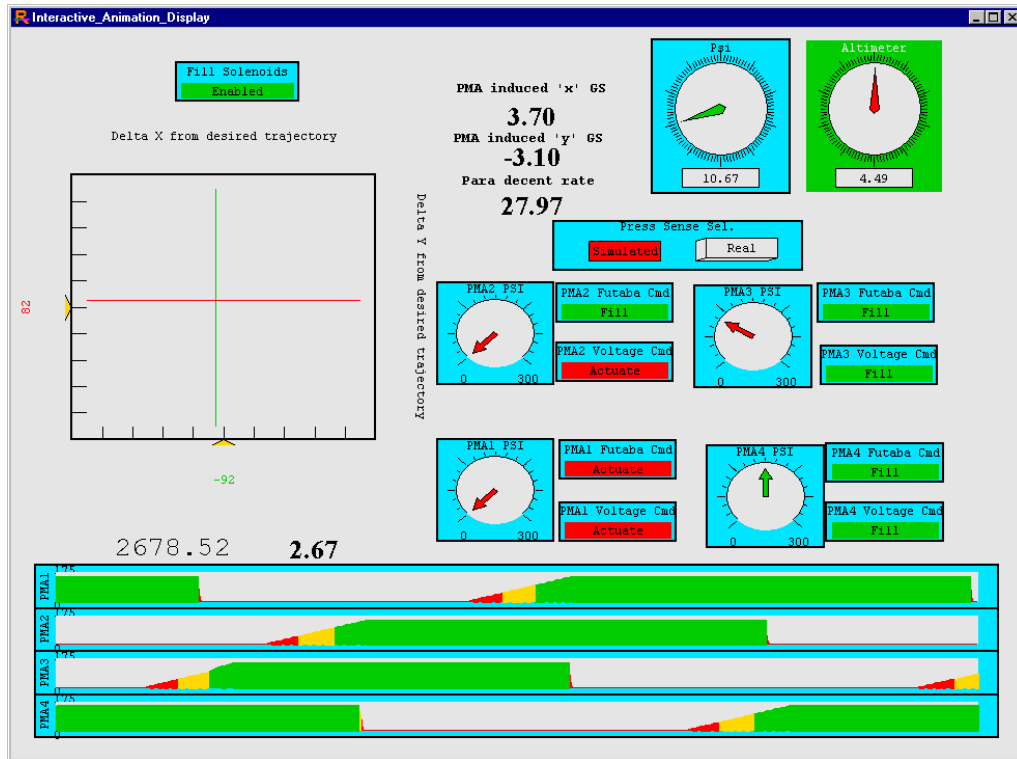 Interactive_Animation_Display
Fill Solenoids
Enabled
Delta X from desired trajectory
PMA induced 'x' GS
3.70
PMA induced 'y' GS
-3.10
Para decent rate
27.97
Psi
10.67
Altimeter
4.49
Press Sense Sel.
Simulated
Real
Delta Y from desired trajectory
82
-92
PMA2 PSI
0 300
PMA2 Futaba Cmd
Fill
PMA2 Voltage Cmd
Actuate
PMA3 PSI
0 300
PMA3 Futaba Cmd
Fill
PMA3 Voltage Cmd
Fill
PMA1 PSI
0 300
PMA1 Futaba Cmd
Actuate
PMA1 Voltage Cmd
Actuate
PMA4 PSI
0 300
PMA4 Futaba Cmd
Fill
PMA4 Voltage Cmd
Fill
2678.52
2.67
PMA1
175
0
PMA2
175
0
PMA3
175
0
PMA4
175
0